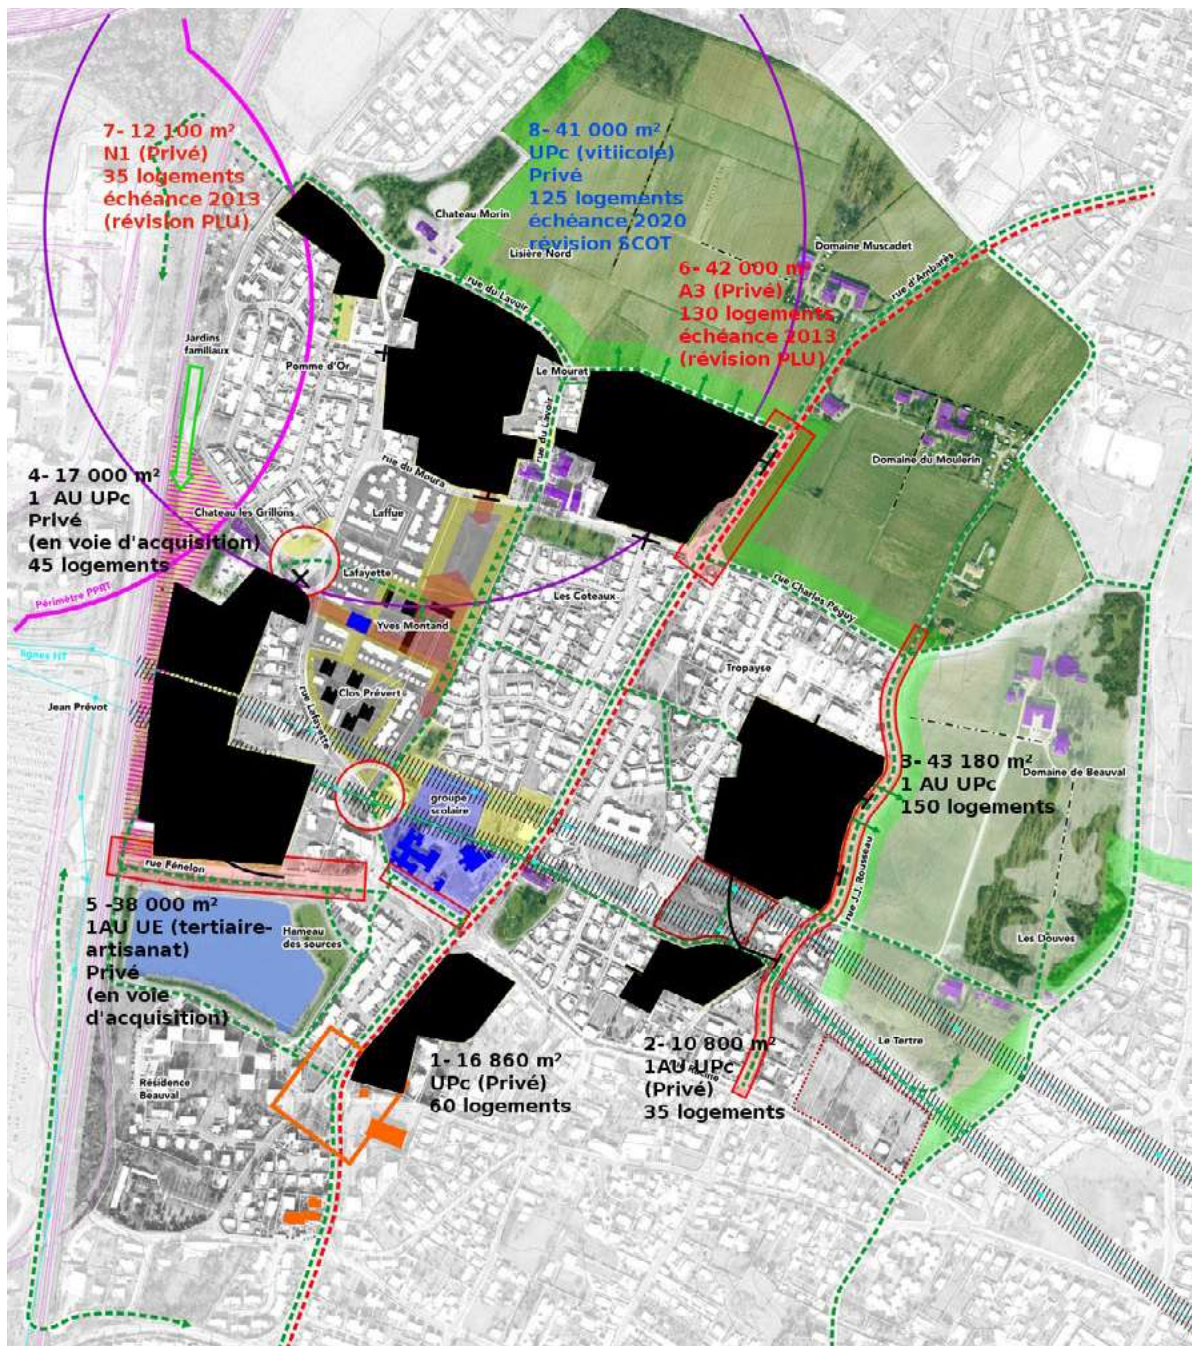 7- 12 100 m²
N1 (Privé)
35 logements
échéance 2013
(révision PLU)
8- 41 000 m²
UPc (vitiicole)
Privé
125 logements
échéance 2020
révision SCOT
Chateau Morin
Lisière Nord
Domaine Muscadet
6- 42 000 m²
A3 (Privé)
130 logements
échéance 2013
(révision PLU)
rue d'Ambarès
rue du Lavoir
Jardins
familiaux
Pomme d'Or
Le Mourat
rue du Lavoir
Domaine du Moulerin
rue du Moura
4- 17 000 m²
1 AU UPc
Privé
(en voie d'acquisition)
45 logements
Chateau les Grillons
Laffue
Lafayette
Périmètre PPRT
Les Coteaux
rue Charles Péguy
Yves Montand
lignes HT
Tropayse
Clos Prévert
rue Lafayette
Jean Prévot
3- 43 180 m²
1 AU UPc
150 logements
Domaine de Beauval
groupe
scolaire
rue Fénelon
rue J.J. Rousseau
5 -38 000 m²
1AU UE (tertiaire-
artisanat)
Privé
(en voie
d'acquisition)
Hameau
des sources
Les Douves
Le Tertre
1- 16 860 m²
UPc (Privé)
60 logements
2- 10 800 m²
1AU UPc
(Privé)
35 logements
Résidence
Beauval